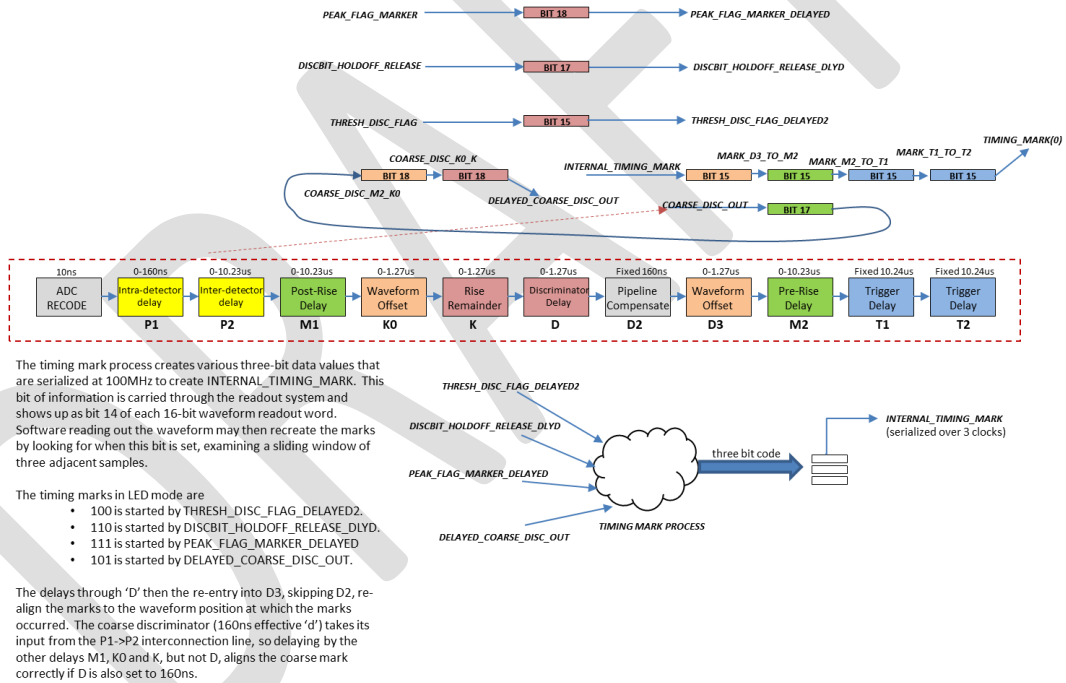 PEAK_FLAG_MARKER BIT 18 PEAK_FLAG_MARKER_DELAYED
DISCBIT_HOLDOFF_RELEASE BIT 17 DISCBIT_HOLDOFF_RELEASE_DLYD
THRESH_DISC_FLAG BIT 15 THRESH_DISC_FLAG_DELAYED2
TIMING_MARK(0)
COARSE_DISC_K0_K INTERNAL_TIMING_MARK MARK_D3_TO_M2 MARK_M2_TO_T1 MARK_T1_TO_T2
BIT 18 BIT 18 BIT 15 BIT 15 BIT 15 BIT 15
COARSE_DISC_M2_K0 DELAYED_COARSE_DISC_OUT COARSE_DISC_OUT BIT 17
10ns 0-160ns 0-10.23us 0-10.23us 0-1.27us 0-1.27us 0-1.27us Fixed 160ns 0-1.27us 0-10.23us Fixed 10.24us Fixed 10.24us
ADC Intra-detector Inter-detector Post-Rise Waveform Rise Discriminator Pipeline Waveform Pre-Rise Trigger Trigger
RECODE delay delay Delay Offset Remainder Delay Compensate Offset Delay Delay Delay
P1 P2 M1 K0 K D D2 D3 M2 T1 T2
The timing mark process creates various three-bit data values that
are serialized at 100MHz to create INTERNAL_TIMING_MARK. This
bit of information is carried through the readout system and
shows up as bit 14 of each 16-bit waveform readout word.
Software reading out the waveform may then recreate the marks
by looking for when this bit is set, examining a sliding window of
three adjacent samples.
The timing marks in LED mode are
• 100 is started by THRESH_DISC_FLAG_DELAYED2.
• 110 is started by DISCBIT_HOLDOFF_RELEASE_DLYD.
• 111 is started by PEAK_FLAG_MARKER_DELAYED
• 101 is started by DELAYED_COARSE_DISC_OUT.
The delays through 'D' then the re-entry into D3, skipping D2, re-
align the marks to the waveform position at which the marks
occurred. The coarse discriminator (160ns effective 'd') takes its
input from the P1->P2 interconnection line, so delaying by the
other delays M1, K0 and K, but not D, aligns the coarse mark
correctly if D is also set to 160ns.
THRESH_DISC_FLAG_DELAYED2
DISCBIT_HOLDOFF_RELEASE_DLYD
PEAK_FLAG_MARKER_DELAYED
DELAYED_COARSE_DISC_OUT
TIMING MARK PROCESS
three bit code
INTERNAL_TIMING_MARK
(serialized over 3 clocks)
DRAFT